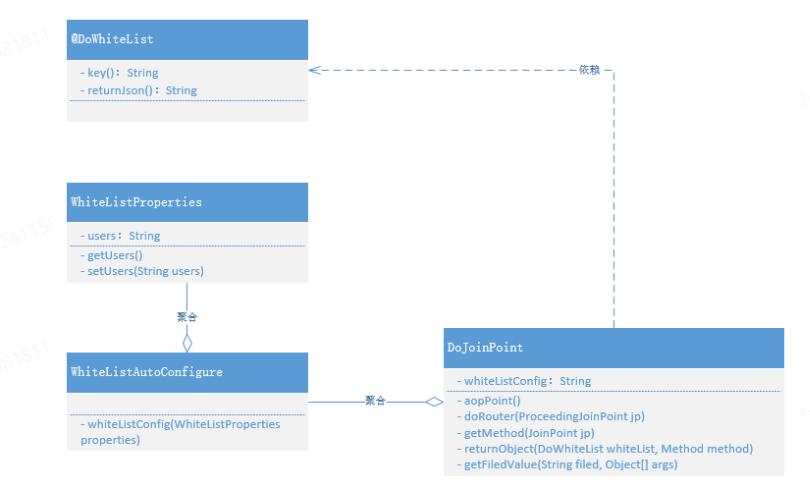 @DoWhiteList
- key()：String
- returnJson()：String
依赖
WhiteListProperties
- users：String
- getUsers()
- setUsers(String users)
聚合
WhiteListAutoConfigure
- whiteListConfig(WhiteListProperties
properties)
聚合
DoJoinPoint
- whiteListConfig：String
- aopPoint()
- doRouter(ProceedingJoinPoint jp)
- getMethod(JoinPoint jp)
- returnObject(DoWhiteList whiteList, Method method)
- getFiledValue(String filed, Object[] args)